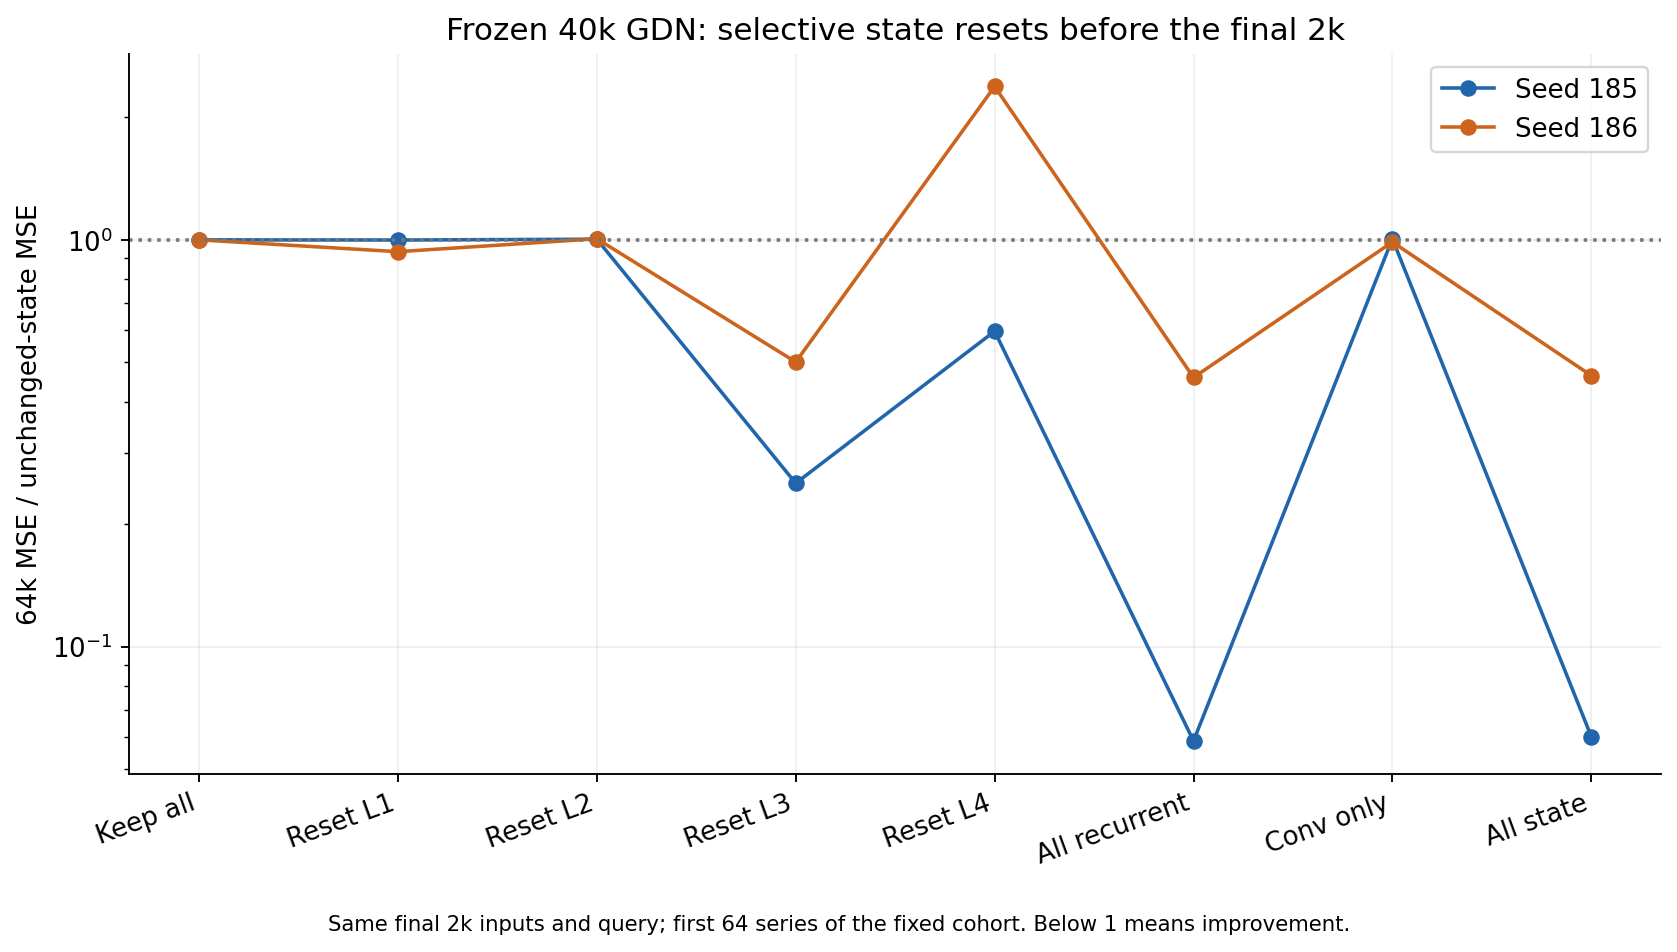 Frozen 40k GDN: selective state resets before the final 2k
Seed 185
Seed 186
64k MSE / unchanged-state MSE
10⁰
10⁻¹
Keep all
Reset L1
Reset L2
Reset L3
Reset L4
All recurrent
Conv only
All state
Same final 2k inputs and query; first 64 series of the fixed cohort. Below 1 means improvement.